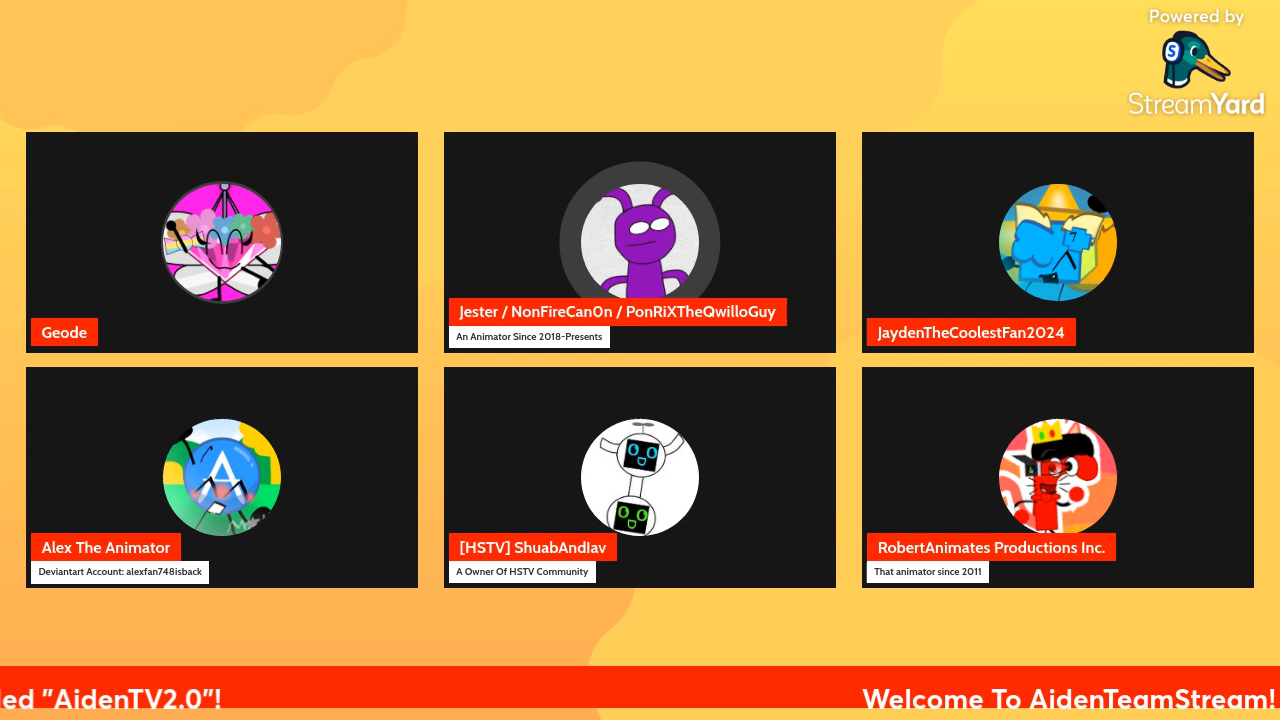 Powered by
StreamYard
Geode
Jester / NonFireCan0n / PonRiXTheQwilloGuy
An Animator Since 2018-Presents
JaydenTheCoolestFan2024
Alex The Animator
Deviantart Account: alexfan748isback
[HSTV] ShuabAndIav
A Owner Of HSTV Community
RobertAnimates Productions Inc.
That animator since 2011
"AidenTV2.0"!
Welcome To AidenTeamStream!